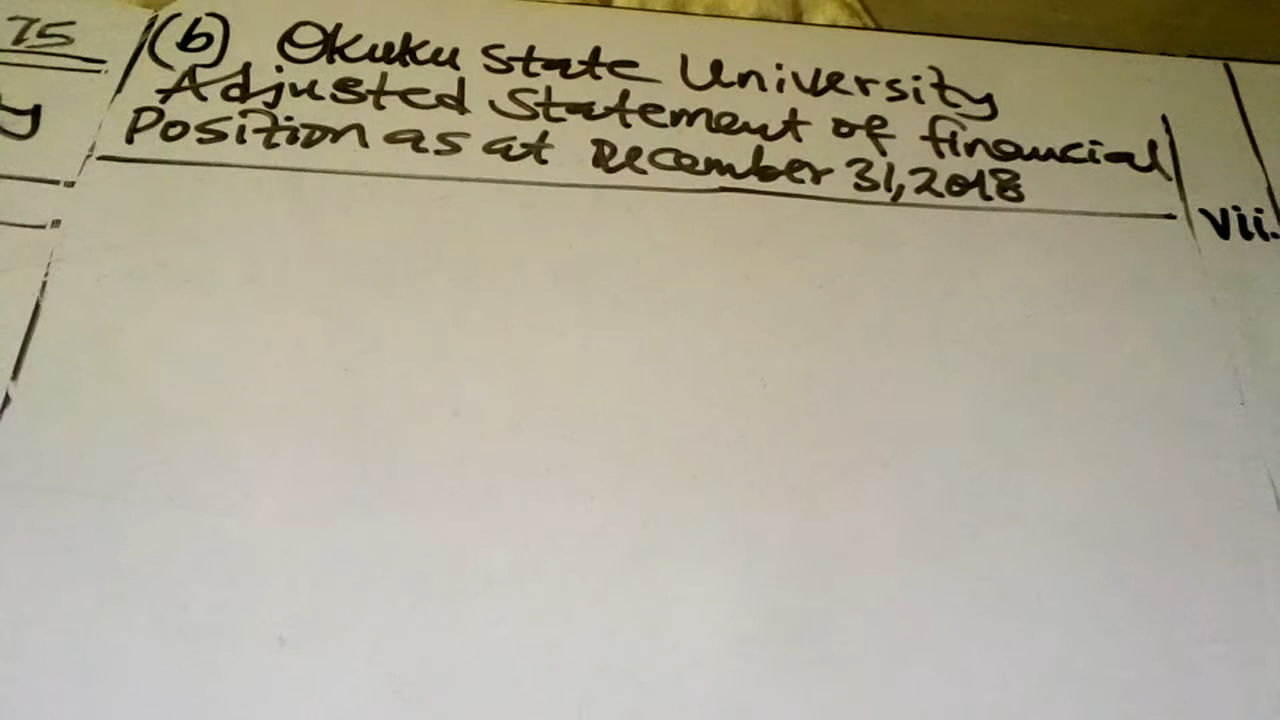 75
y
(b) Okuku State University
Adjusted Statement of financial
Position as at December 31, 2018
Vii.